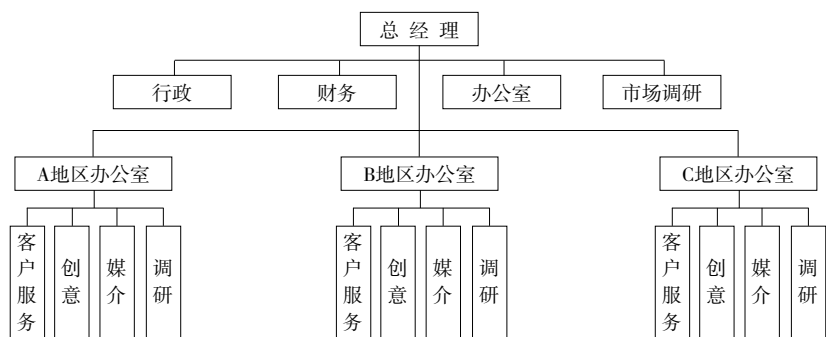 总 经 理
行政
财务
办公室
市场调研
A地区办公室
B地区办公室
C地区办公室
客户服务
创意
媒介
调研
客户服务
创意
媒介
调研
客户服务
创意
媒介
调研